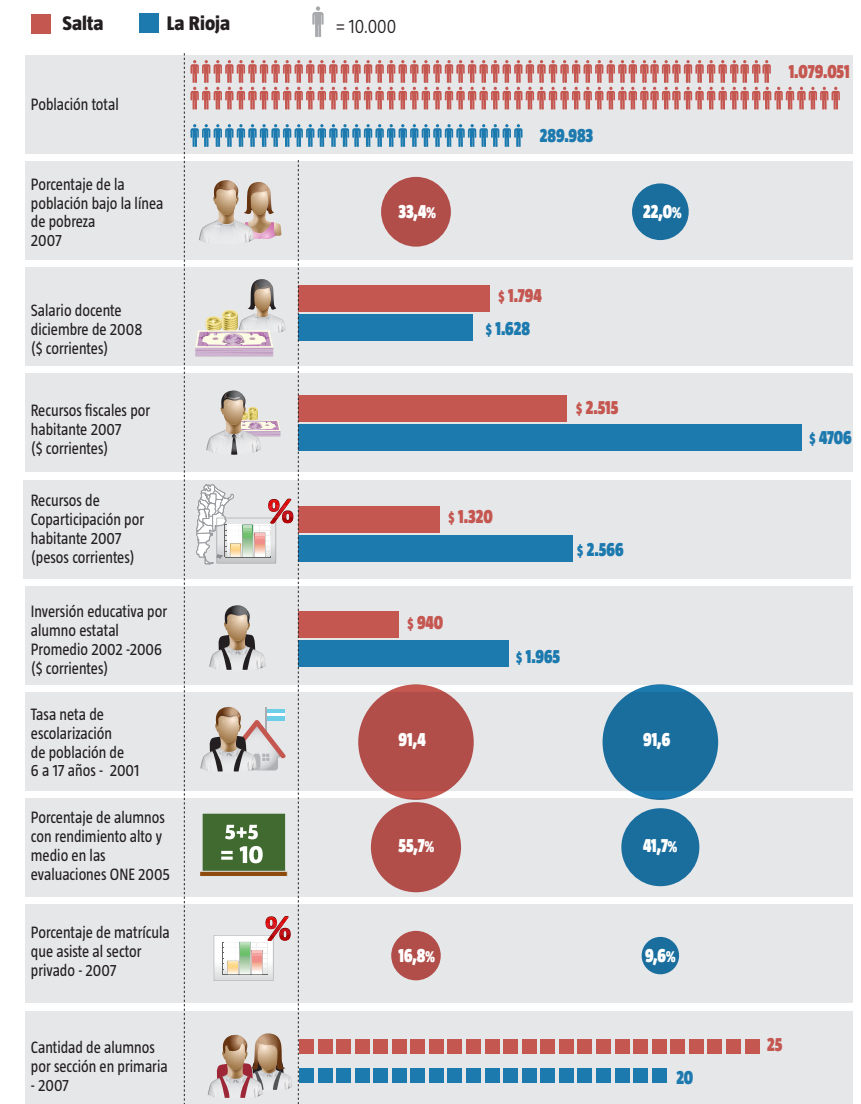 Salta
La Rioja
= 10.000
Población total
1.079.051
289.983
Porcentaje de la
población bajo la línea
de pobreza
2007
33,4%
22,0%
Salario docente
diciembre de 2008
($ corrientes)
$ 1.794
$ 1.628
Recursos fiscales por
habitante 2007
($ corrientes)
$ 2.515
$ 4706
Recursos de
Coparticipación por
habitante 2007
(pesos corrientes)
%
$ 1.320
$ 2.566
Inversión educativa por
alumno estatal
Promedio 2002 -2006
($ corrientes)
$ 940
$ 1.965
Tasa neta de
escolarización
de población de
6 a 17 años - 2001
91,4
91,6
Porcentaje de alumnos
con rendimiento alto y
medio en las
evaluaciones ONE 2005
5+5
= 10
55,7%
41,7%
Porcentaje de matrícula
que asiste al sector
privado - 2007
%
16,8%
9,6%
Cantidad de alumnos
por sección en primaria
- 2007
25
20